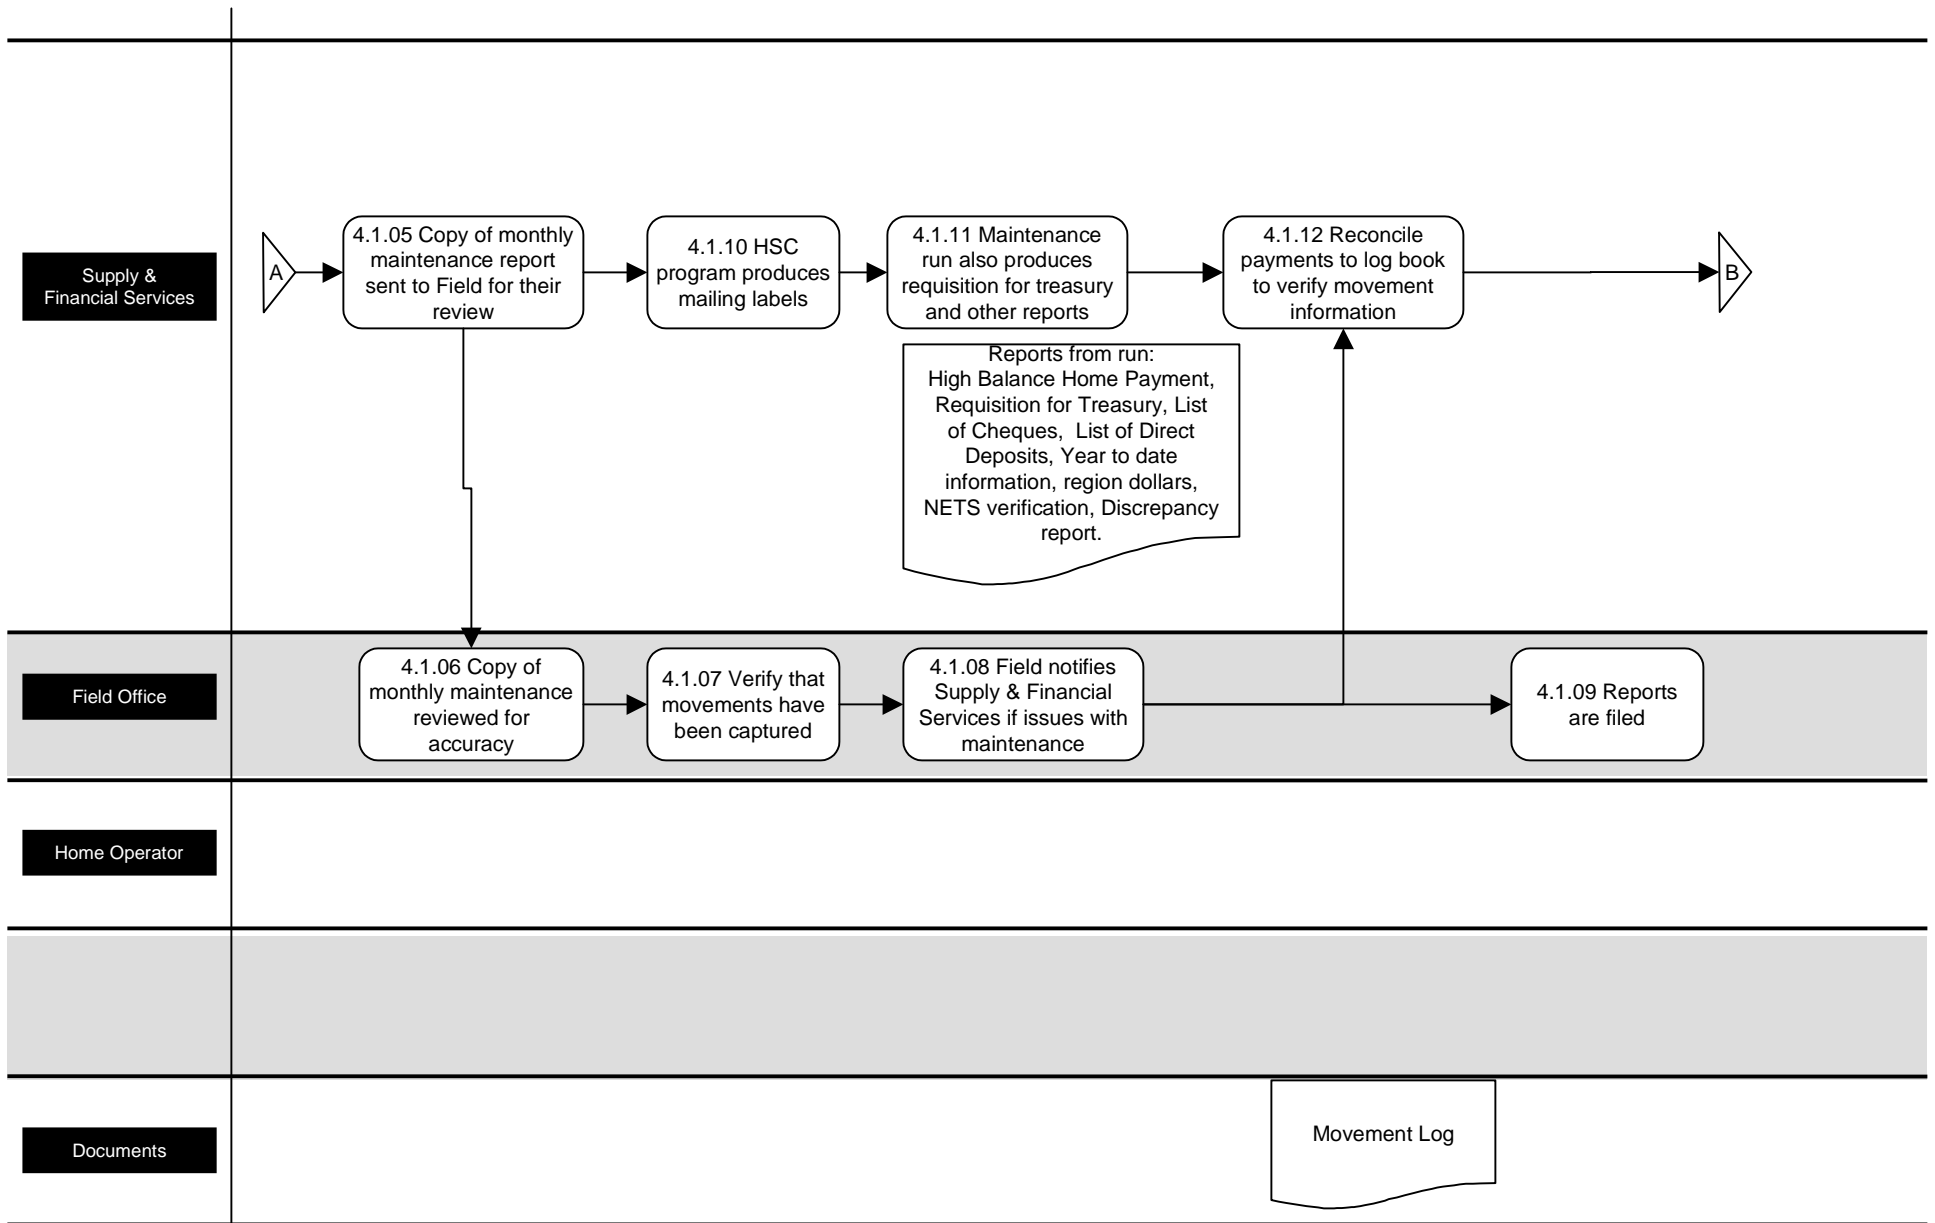 Supply &
Financial Services
A
4.1.05 Copy of monthly
maintenance report
sent to Field for their
review
4.1.10 HSC
program produces
mailing labels
4.1.11 Maintenance
run also produces
requisition for treasury
and other reports
4.1.12 Reconcile
payments to log book
to verify movement
information
B
Reports from run:
High Balance Home Payment,
Requisition for Treasury, List
of Cheques, List of Direct
Deposits, Year to date
information, region dollars,
NETS verification, Discrepancy
report.
Field Office
4.1.06 Copy of
monthly maintenance
reviewed for
accuracy
4.1.07 Verify that
movements have
been captured
4.1.08 Field notifies
Supply & Financial
Services if issues with
maintenance
4.1.09 Reports
are filed
Home Operator
Documents
Movement Log